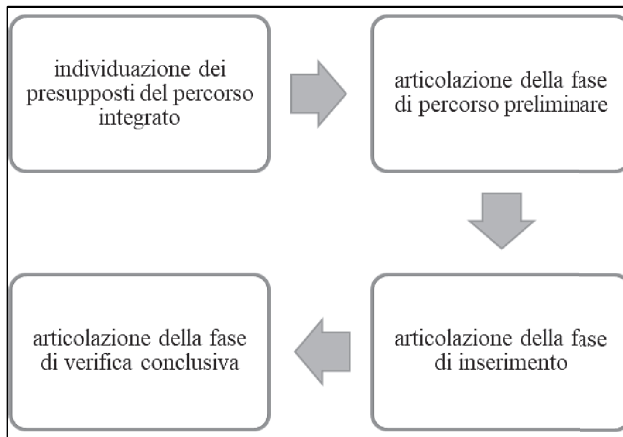 individuazione dei
presupposti del percorso
integrato
articolazione della fase
di percorso preliminare
articolazione della fase
di inserimento
articolazione della fase
di verifica conclusiva